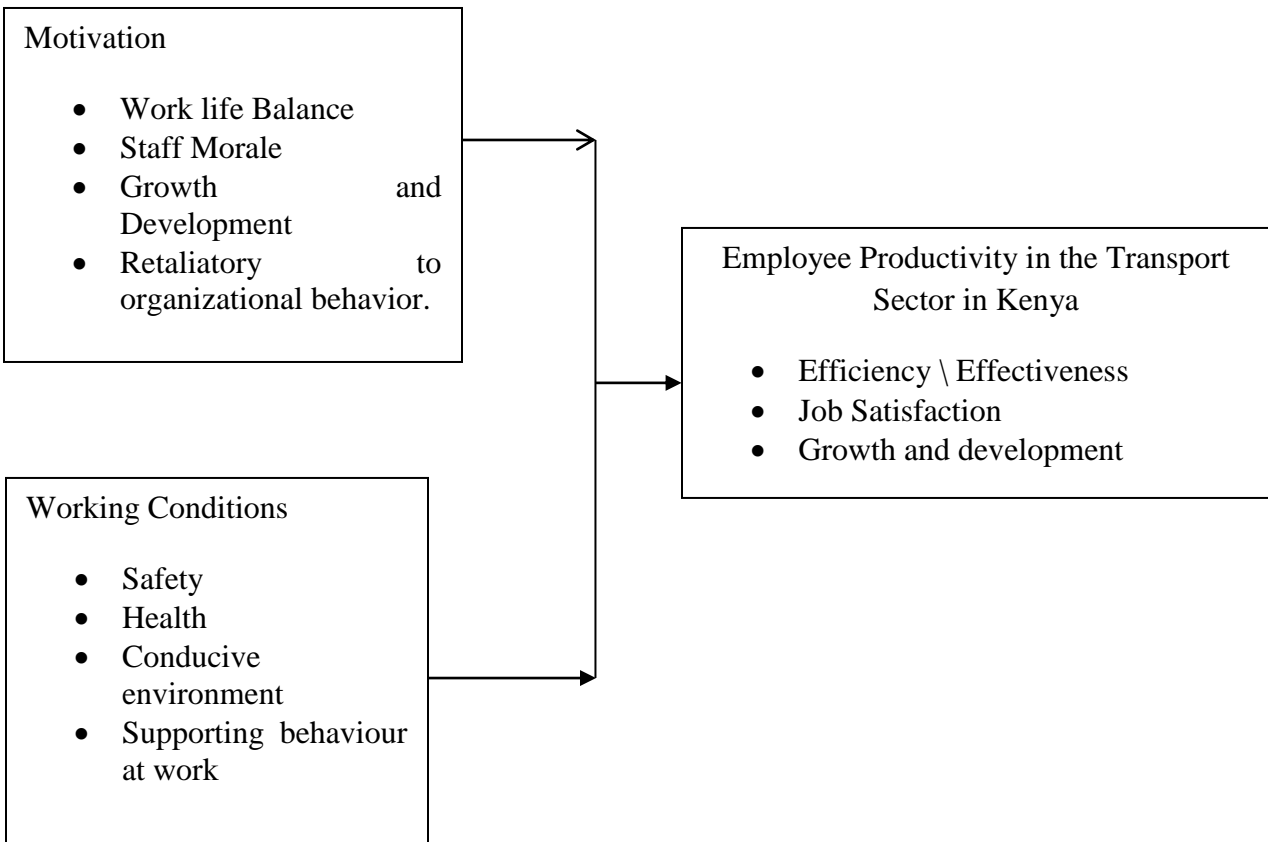 Motivation
• Work life Balance
• Staff Morale
• Growth and
Development
• Retaliatory to
organizational behavior.
Employee Productivity in the Transport
Sector in Kenya
• Efficiency \ Effectiveness
• Job Satisfaction
• Growth and development
Working Conditions
• Safety
• Health
• Conducive
environment
• Supporting behaviour
at work